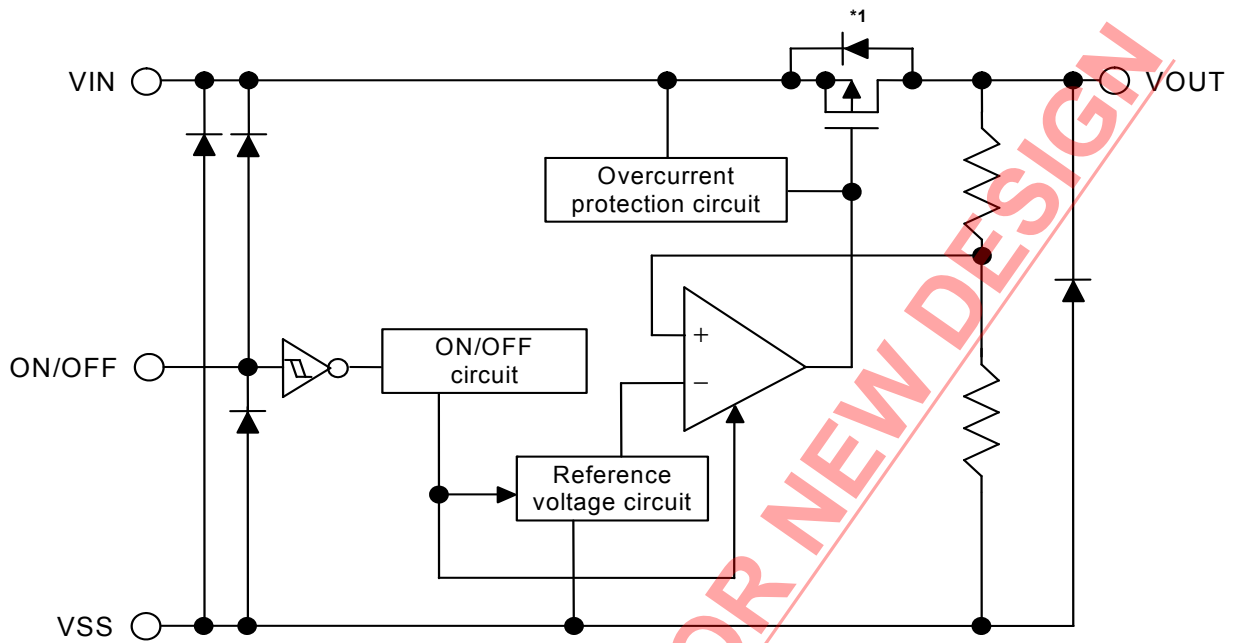 *1
VIN
VOUT
Overcurrent
protection circuit
+
−
ON/OFF
ON/OFF
circuit
Reference
voltage circuit
VSS
OR NEW DESIGN